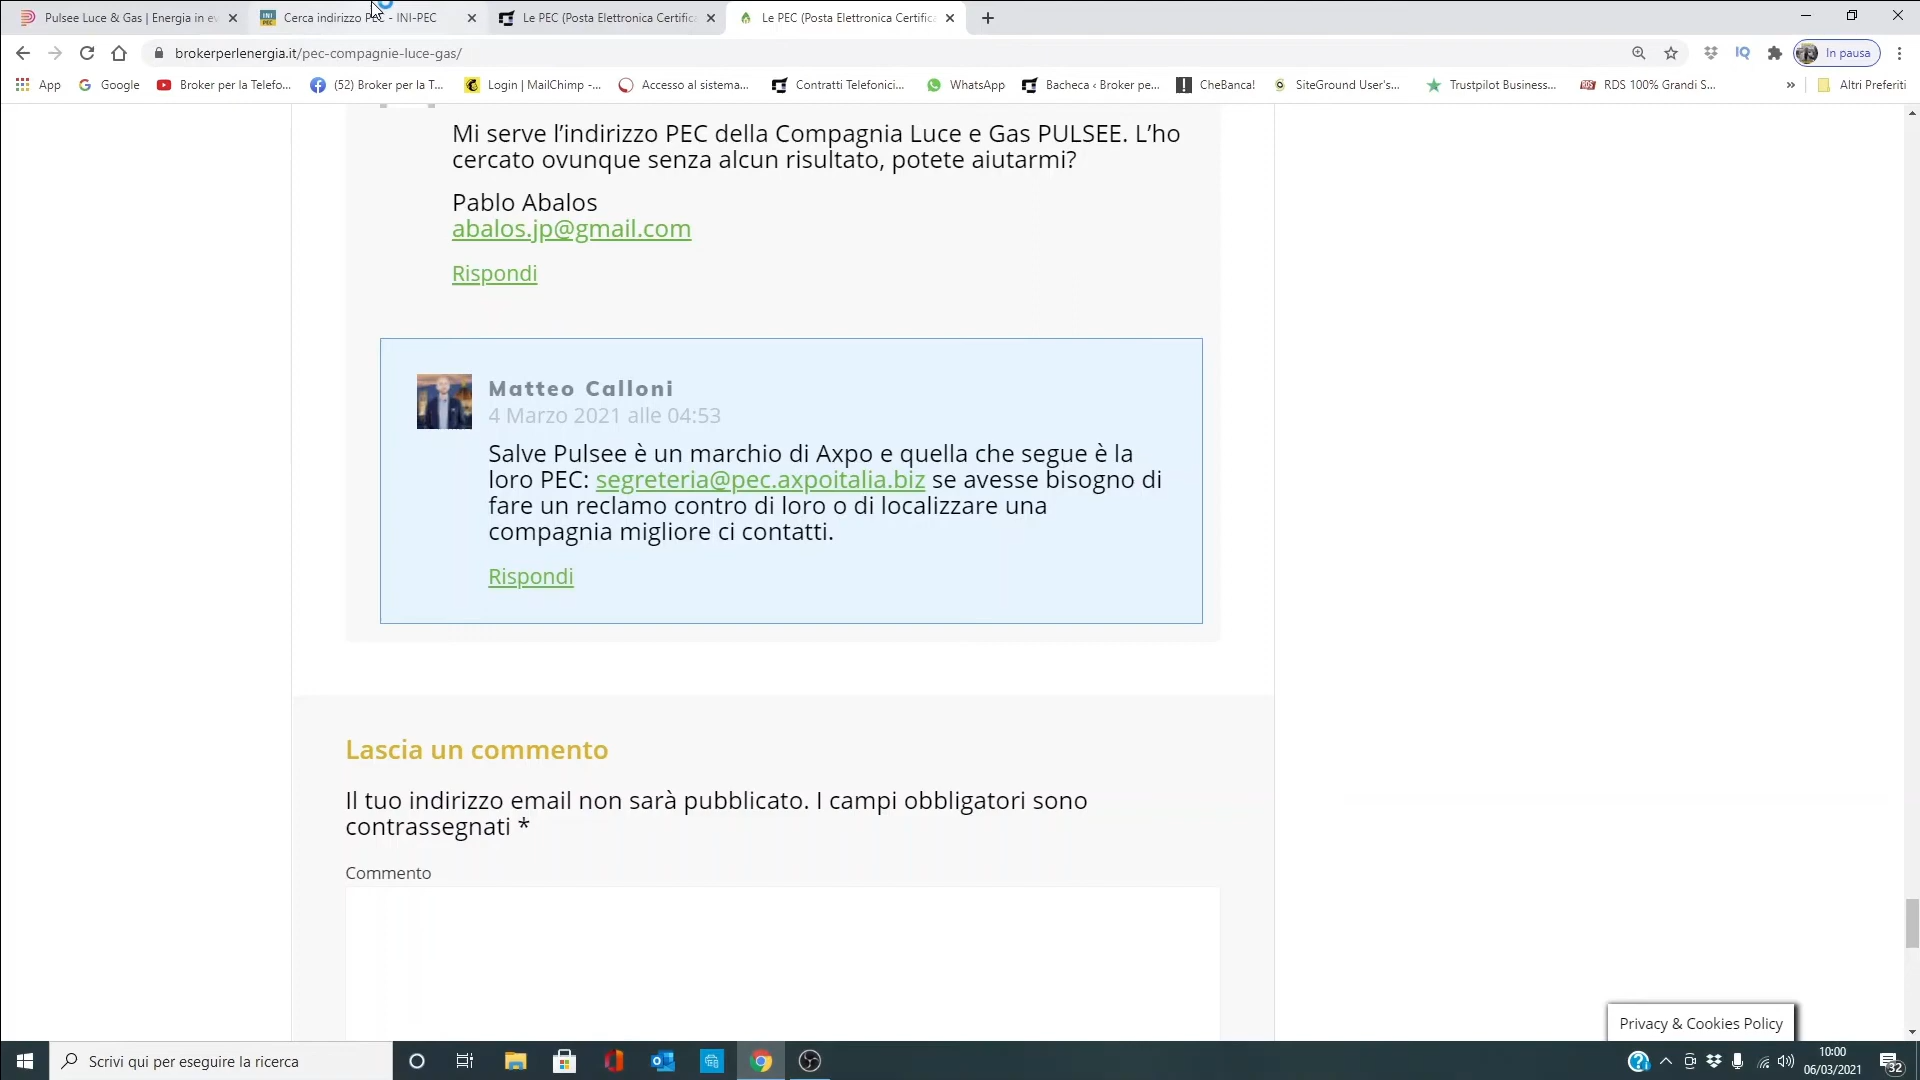 Pulsee Luce & Gas | Energia in ev
Cerca indirizzo PEC - INI-PEC
Le PEC (Posta Elettronica Certific
Le PEC (Posta Elettronica Certific
brokerperlenergia.it/pec-compagnie-luce-gas/
In pausa
App
Google
Broker per la Telefo...
(52) Broker per la T...
Login | MailChimp -...
Accesso al sistema...
Contratti Telefonici...
WhatsApp
Bacheca ‹ Broker pe...
CheBanca!
SiteGround User's...
Trustpilot Business...
RDS 100% Grandi S...
»
Altri Preferiti
Mi serve l’indirizzo PEC della Compagnia Luce e Gas PULSEE. L’ho
cercato ovunque senza alcun risultato, potete aiutarmi?
Pablo Abalos
abalos.jp@gmail.com
Rispondi
Matteo Calloni
4 Marzo 2021 alle 04:53
Salve Pulsee è un marchio di Axpo e quella che segue è la
loro PEC: segreteria@pec.axpoitalia.biz se avesse bisogno di
fare un reclamo contro di loro o di localizzare una
compagnia migliore ci contatti.
Rispondi
Lascia un commento
Il tuo indirizzo email non sarà pubblicato. I campi obbligatori sono
contrassegnati *
Commento
Privacy & Cookies Policy
Scrivi qui per eseguire la ricerca
10:00
06/03/2021
32